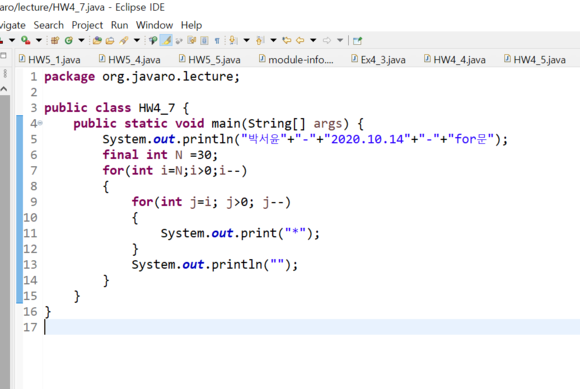 aro/lecture/HW4_7.java - Eclipse IDE
vigate Search Project Run Window Help
HW5_1.java HW5_4.java HW5_5.java module-info.... Ex4_3.java HW4_4.java HW4_5.java
1 package org.javaro.lecture;
2
3 public class HW4_7 {
4 public static void main(String[] args) {
5 System.out.println("박서윤"+"-"+"2020.10.14"+"-"+"for문");
6 final int N =30;
7 for(int i=N;i>0;i--)
8 {
9 for(int j=i; j>0; j--)
10 {
11 System.out.print("*");
12 }
13 System.out.println("");
14 }
15 }
16 }
17